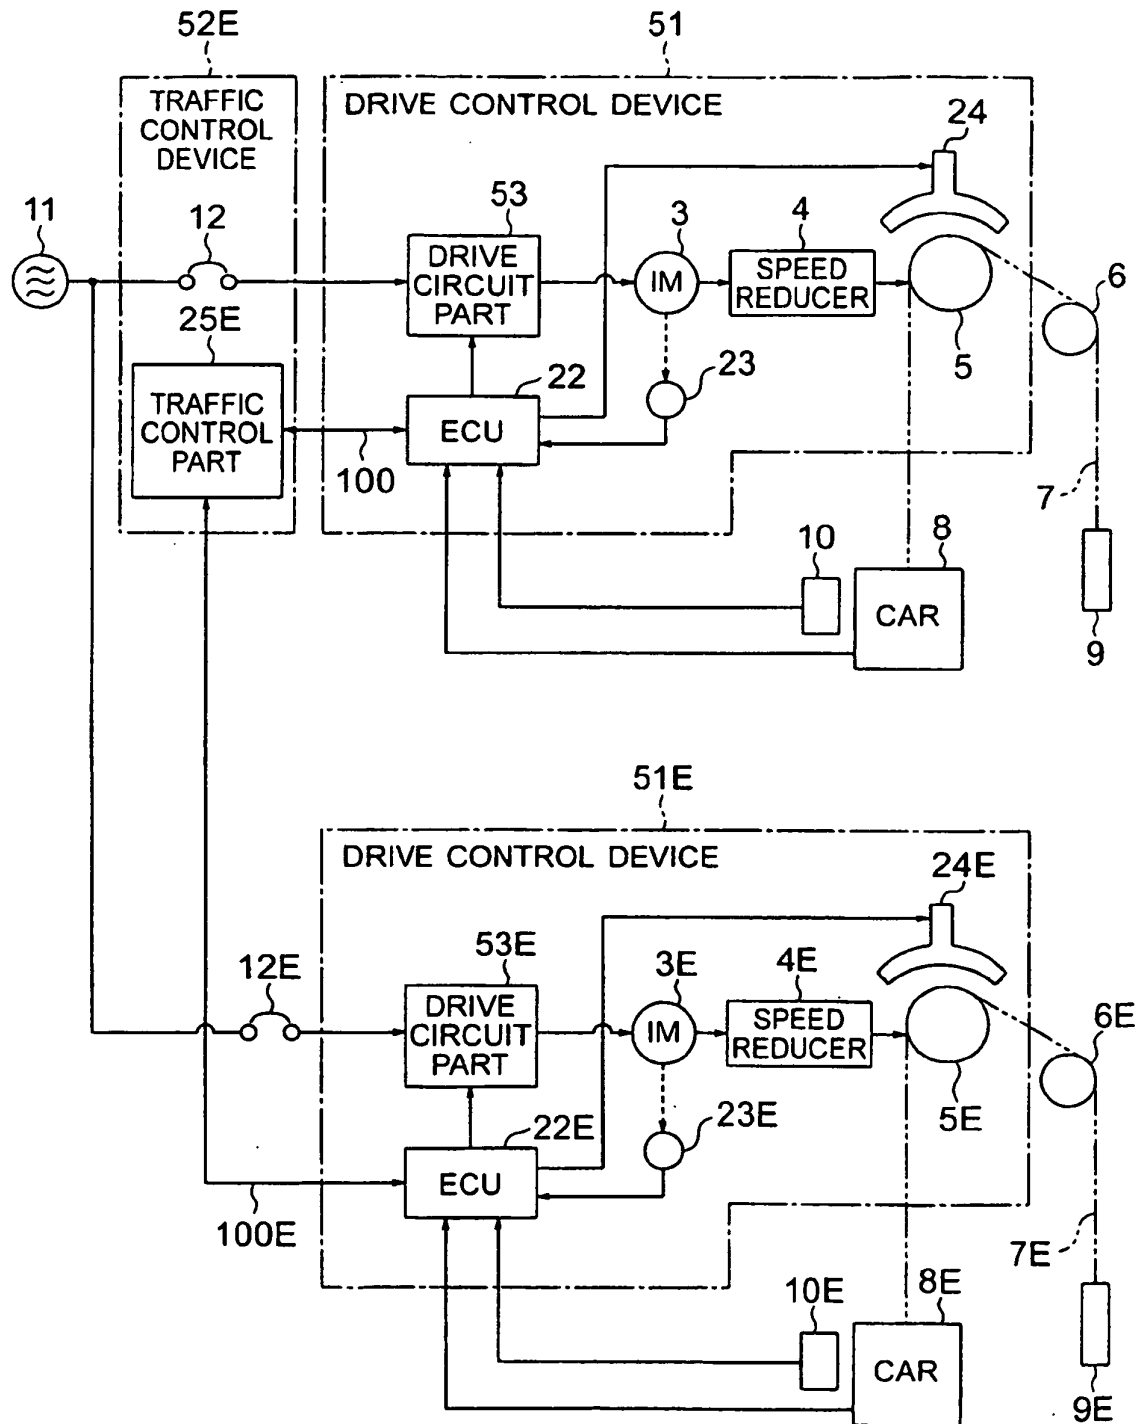 52E
51
TRAFFIC
CONTROL
DEVICE
DRIVE CONTROL DEVICE
24
11
12
53
3
4
DRIVE
CIRCUIT
PART
IM
SPEED
REDUCER
6
25E
5
TRAFFIC
CONTROL
PART
22
23
ECU
100
7
10
8
CAR
9
51E
DRIVE CONTROL DEVICE
24E
12E
53E
3E
4E
DRIVE
CIRCUIT
PART
IM
SPEED
REDUCER
6E
5E
22E
23E
ECU
100E
7E
10E
8E
CAR
9E